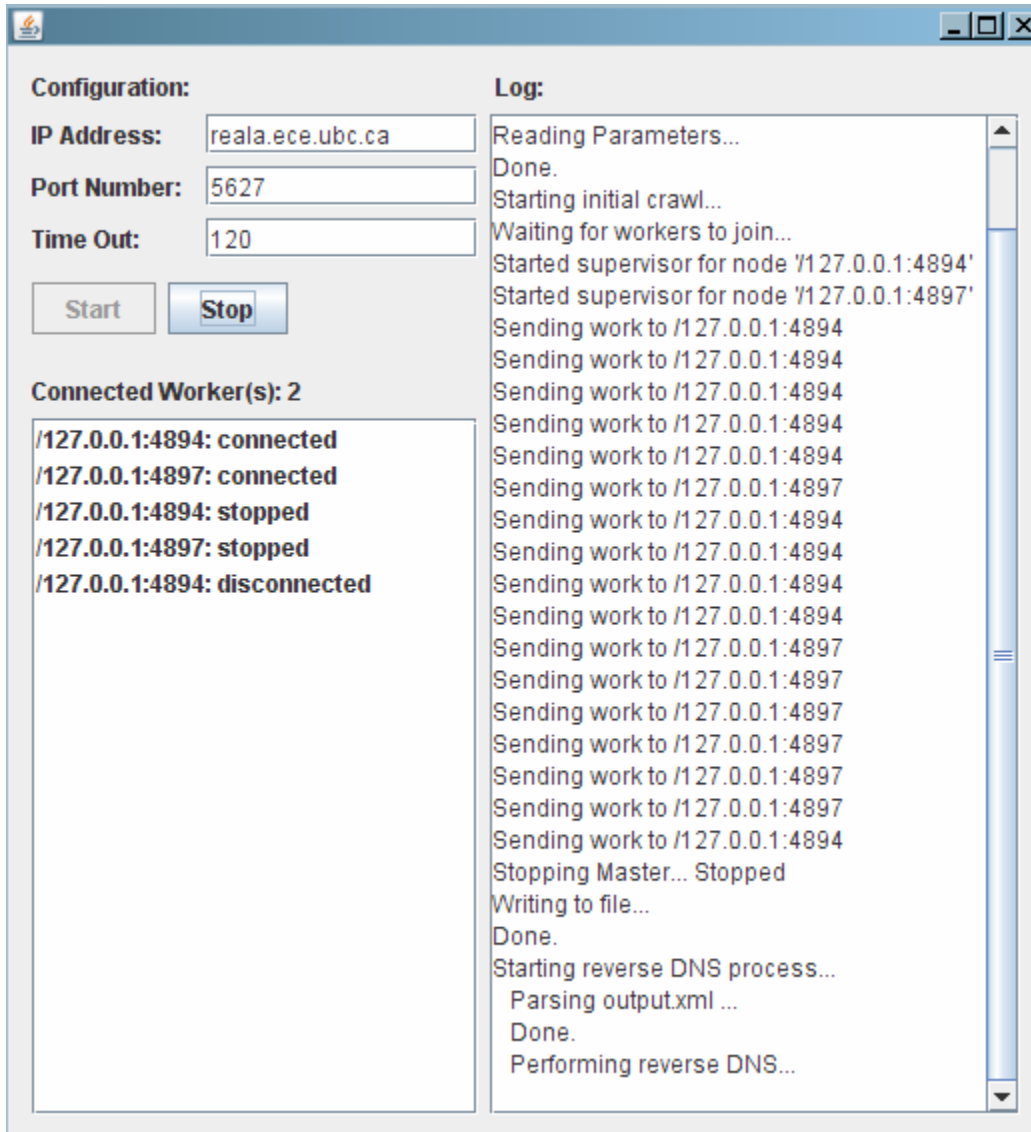 Configuration:
IP Address:
reala.ece.ubc.ca
Port Number:
5627
Time Out:
120
Start
Stop
Connected Worker(s): 2
/127.0.0.1:4894: connected
/127.0.0.1:4897: connected
/127.0.0.1:4894: stopped
/127.0.0.1:4897: stopped
/127.0.0.1:4894: disconnected
Log:
Reading Parameters...
Done.
Starting initial crawl...
Waiting for workers to join...
Started supervisor for node '/127.0.0.1:4894'
Started supervisor for node '/127.0.0.1:4897'
Sending work to /127.0.0.1:4894
Sending work to /127.0.0.1:4894
Sending work to /127.0.0.1:4894
Sending work to /127.0.0.1:4894
Sending work to /127.0.0.1:4894
Sending work to /127.0.0.1:4897
Sending work to /127.0.0.1:4894
Sending work to /127.0.0.1:4894
Sending work to /127.0.0.1:4894
Sending work to /127.0.0.1:4894
Sending work to /127.0.0.1:4897
Sending work to /127.0.0.1:4897
Sending work to /127.0.0.1:4897
Sending work to /127.0.0.1:4897
Sending work to /127.0.0.1:4897
Sending work to /127.0.0.1:4897
Sending work to /127.0.0.1:4894
Stopping Master... Stopped
Writing to file...
Done.
Starting reverse DNS process...
Parsing output.xml ...
Done.
Performing reverse DNS...